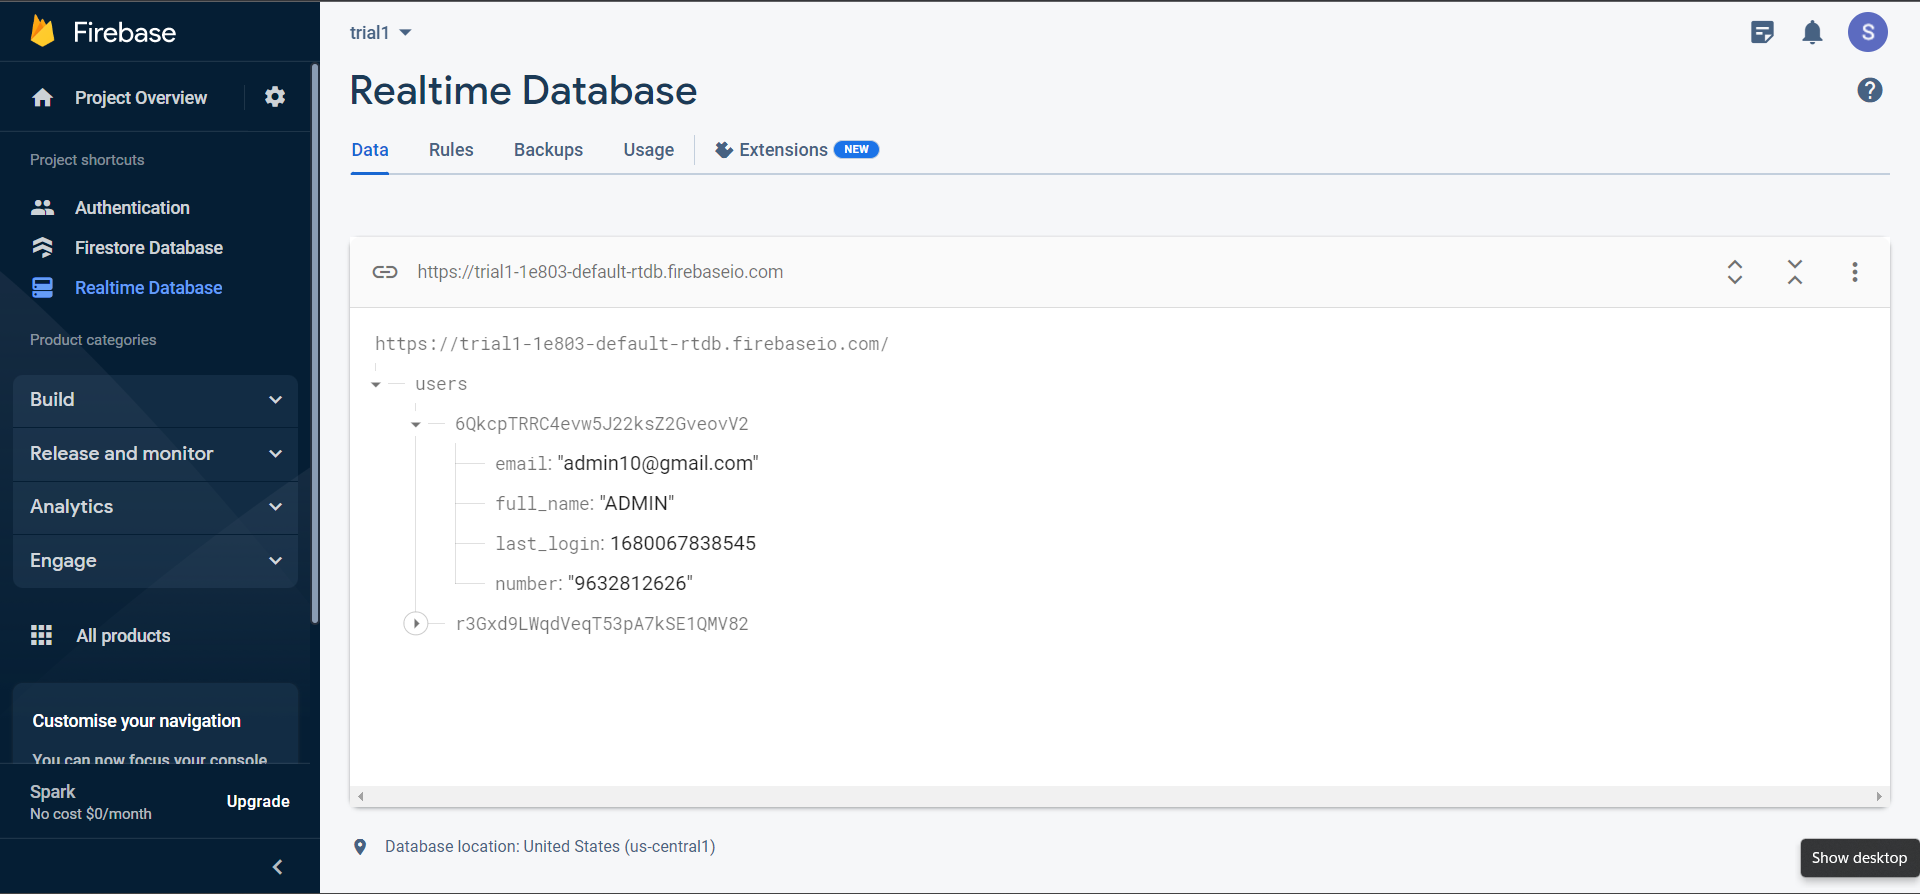 Firebase
Project Overview
Project shortcuts
Authentication
Firestore Database
Realtime Database
Product categories
Build
Release and monitor
Analytics
Engage
All products
Customise your navigation
You can now focus your console
Spark
No cost $0/month
Upgrade
trial1
S
Realtime Database
?
Data Rules Backups Usage Extensions NEW
https://trial1-1e803-default-rtdb.firebaseio.com
https://trial1-1e803-default-rtdb.firebaseio.com/
users
6QkcpTRRC4evw5J22ksZ2GveovV2
email: "admin10@gmail.com"
full_name: "ADMIN"
last_login: 1680067838545
number: "9632812626"
r3Gxd9LWqdVeqT53pA7kSE1QMV82
Database location: United States (us-central1)
Show desktop